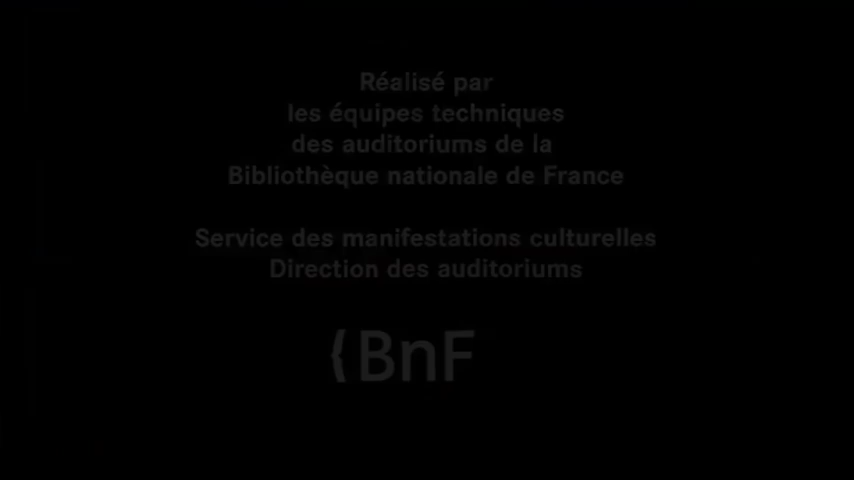 Réalisé par
les équipes techniques
des auditoriums de la
Bibliothèque nationale de France
Service des manifestations culturelles
Direction des auditoriums
{BnF